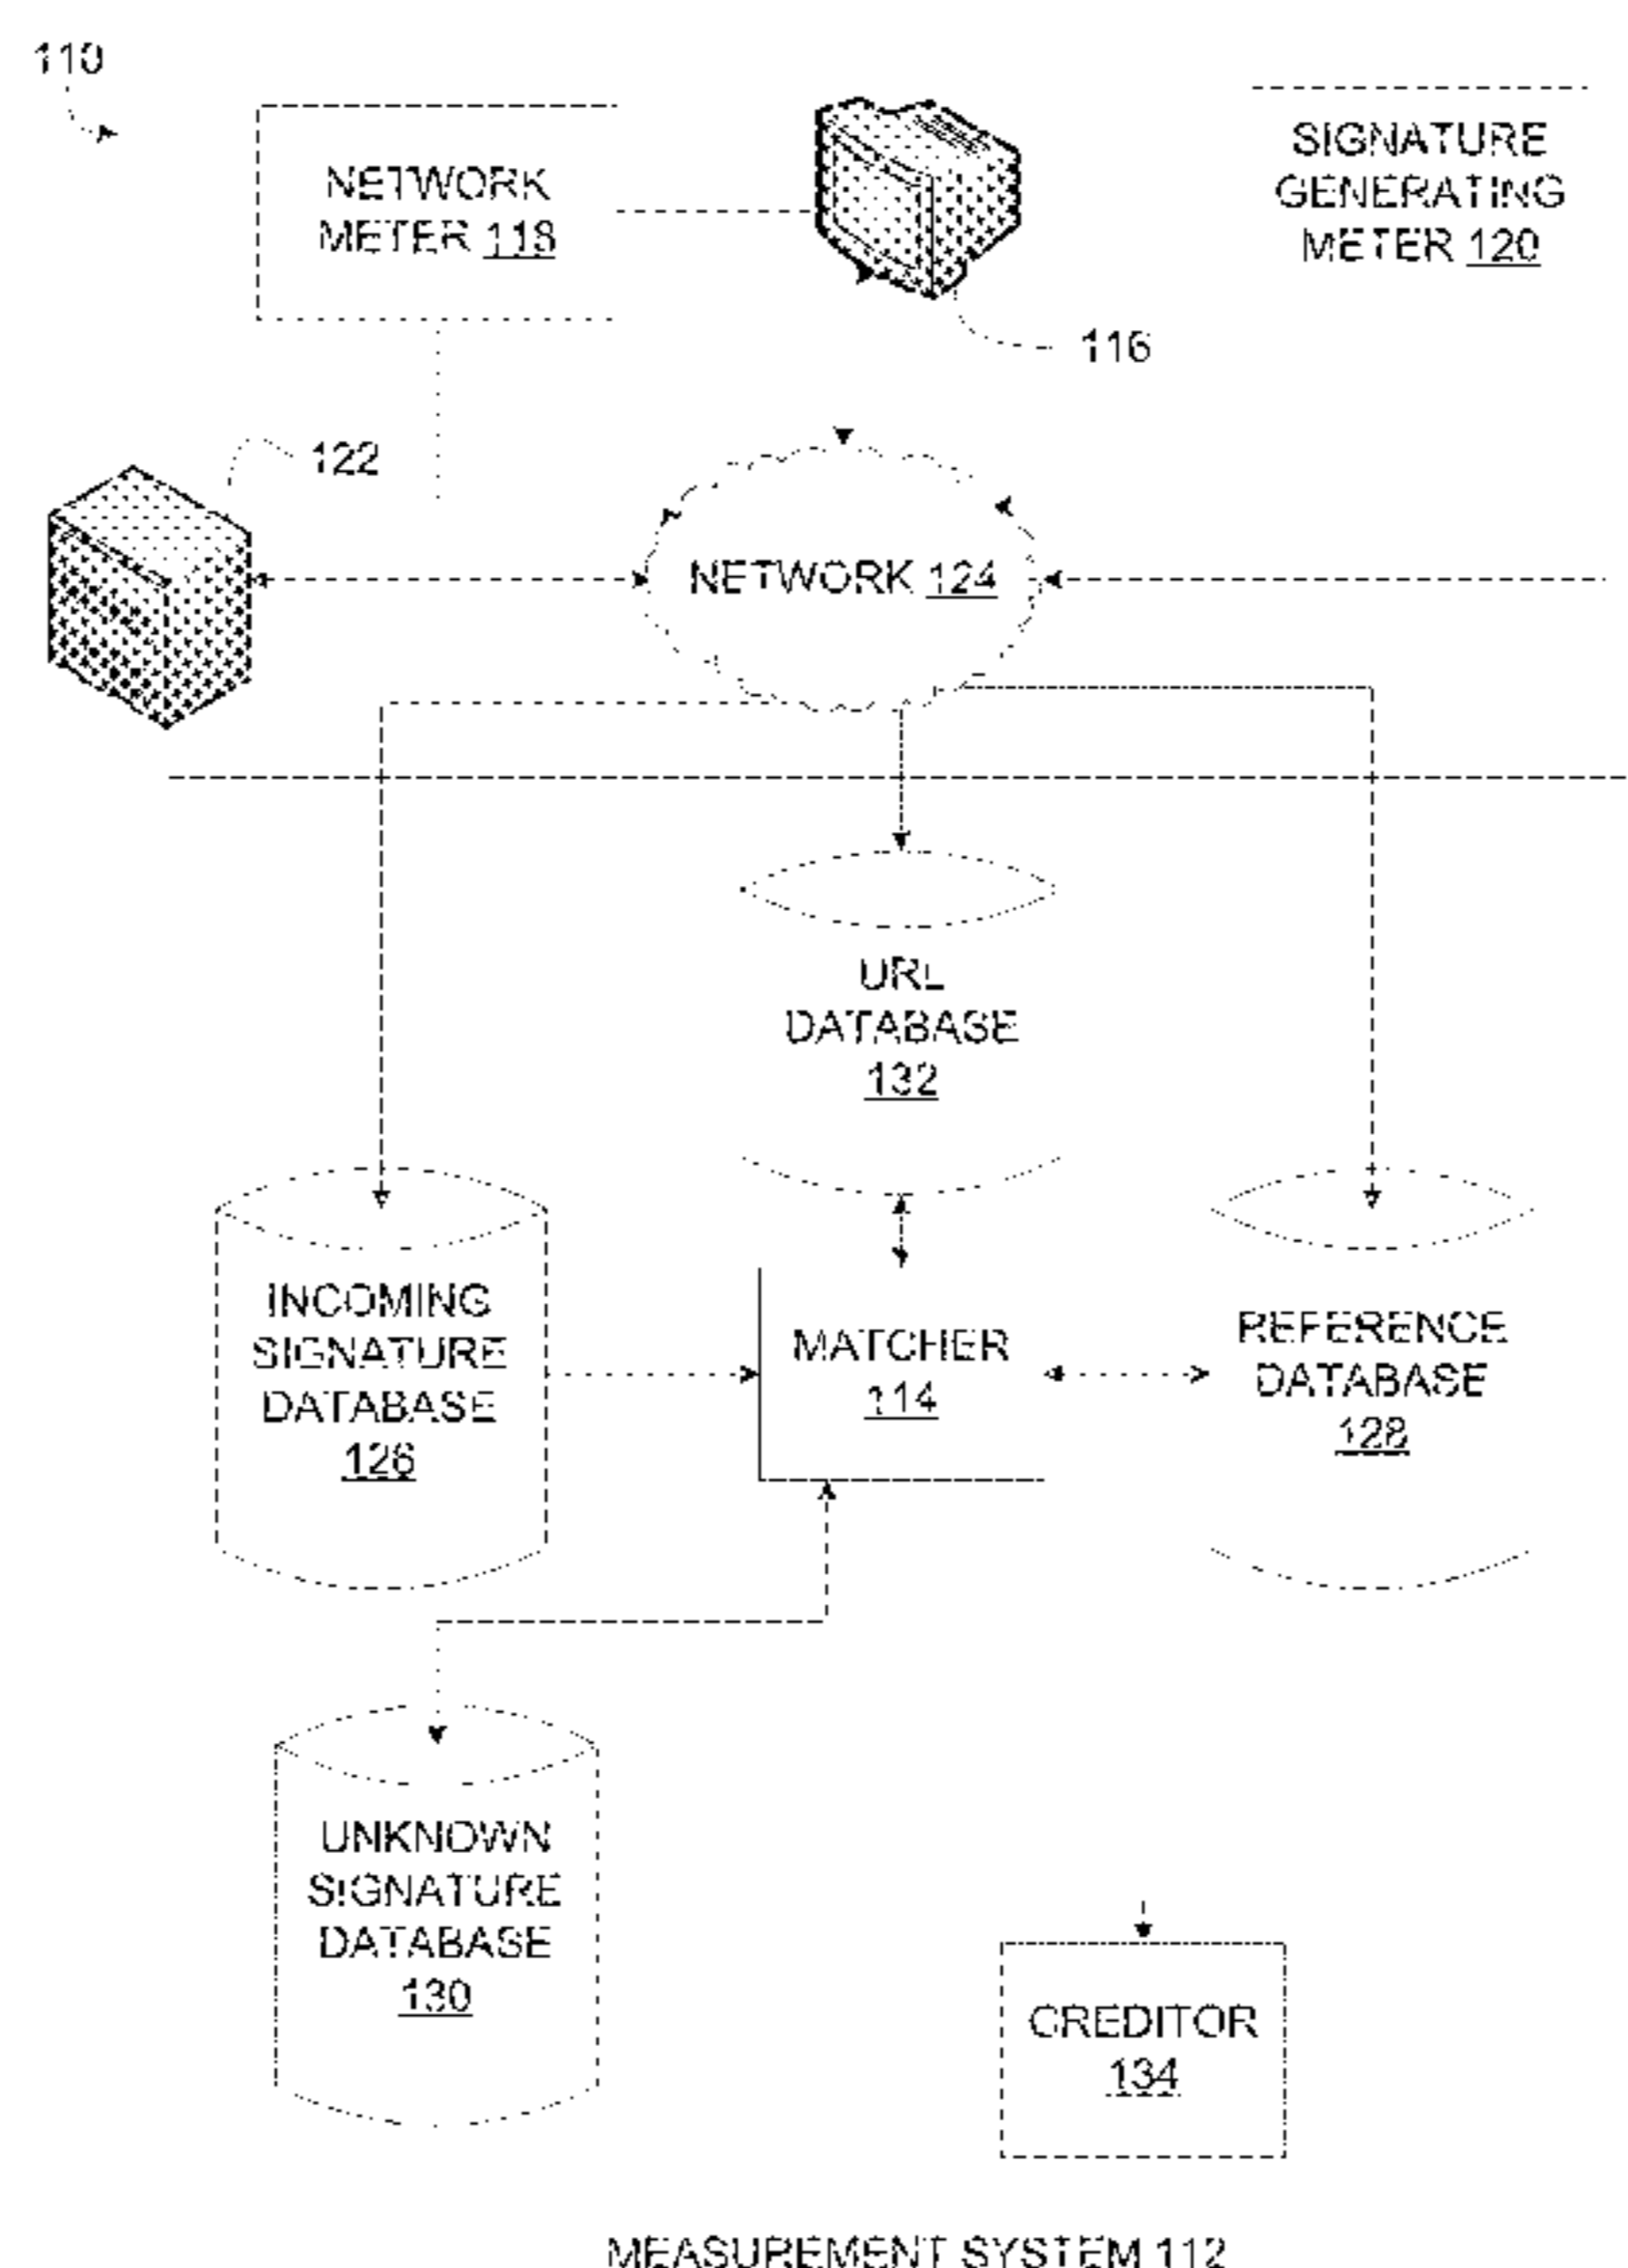 110
NETWORK
METER 118
SIGNATURE
GENERATING
METER 120
116
122
NETWORK 124
URL
DATABASE
132
INCOMING
SIGNATURE
DATABASE
126
MATCHER
114
REFERENCE
DATABASE
128
UNKNOWN
SIGNATURE
DATABASE
130
CREDITOR
134
MEASUREMENT SYSTEM 112